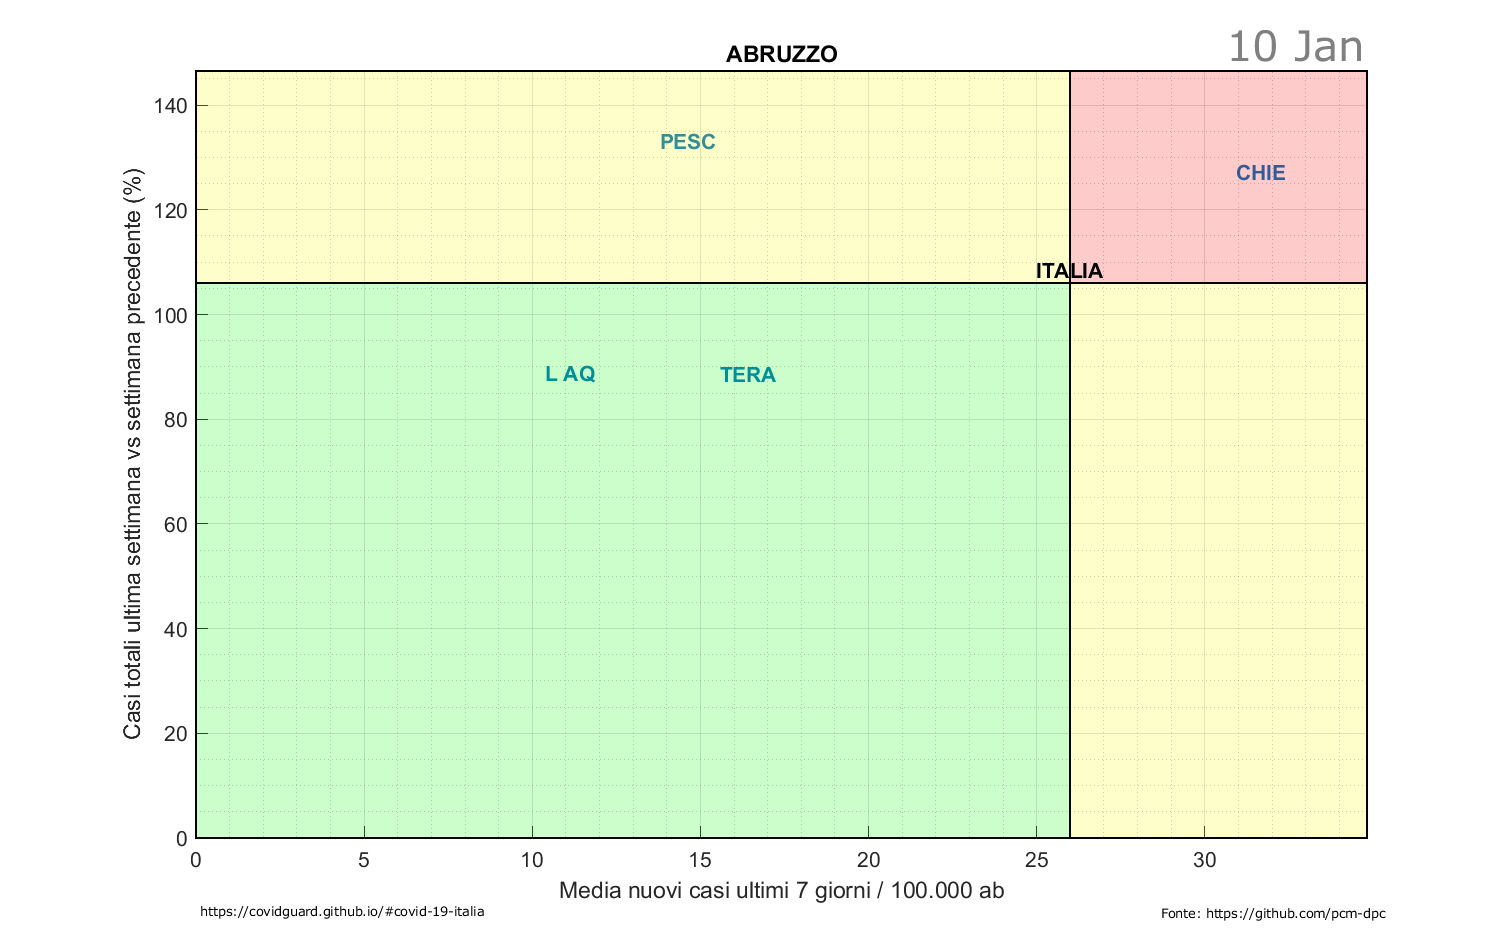 10 Jan
ABRUZZO
Casi totali ultima settimana vs settimana precedente (%)
140
120
100
80
60
40
20
0
PESC
CHIE
ITALIA
L AQ
TERA
0 5 10 15 20 25 30
Media nuovi casi ultimi 7 giorni / 100.000 ab
https://covidguard.github.io/#covid-19-italia
Fonte: https://github.com/pcm-dpc